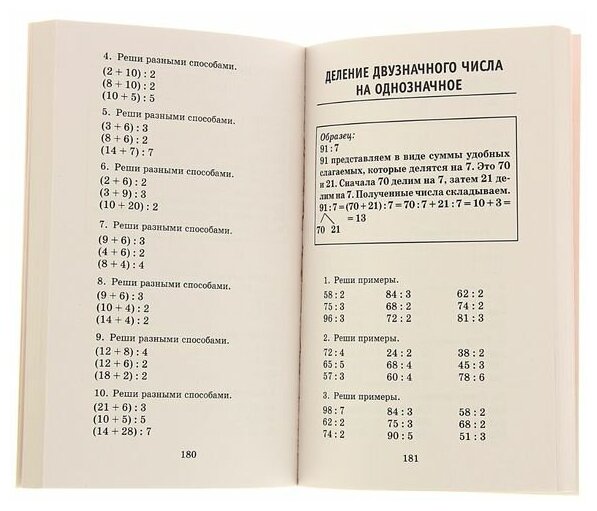 4. Реши разными способами.
(2 + 10) : 2
(8 + 10) : 2
(10 + 5) : 5
5. Реши разными способами.
(3 + 6) : 3
(8 + 6) : 2
(14 + 7) : 7
6. Реши разными способами.
(2 + 6) : 2
(3 + 9) : 3
(10 + 20) : 2
7. Реши разными способами.
(9 + 6) : 3
(4 + 6) : 2
(8 + 4) : 4
8. Реши разными способами.
(9 + 6) : 3
(10 + 4) : 2
(14 + 4) : 2
9. Реши разными способами.
(12 + 8) : 4
(12 + 6) : 2
(18 + 2) : 2
10. Реши разными способами.
(21 + 6) : 3
(10 + 5) : 5
(14 + 28) : 7
180
ДЕЛЕНИЕ ДВУЗНАЧНОГО ЧИСЛА
НА ОДНОЗНАЧНОЕ
Образец:
91 : 7
91 представляем в виде суммы удобных
слагаемых, которые делятся на 7. Это 70
и 21. Сначала 70 делим на 7, затем 21 де-
лим на 7. Полученные числа складываем.
91 : 7 = (70 + 21) : 7 = 70 : 7 + 21 : 7 = 10 + 3 =
= 13
70 21
1. Реши примеры.
58 : 2 84 : 3 62 : 2
75 : 3 68 : 2 74 : 2
96 : 3 72 : 2 81 : 3
2. Реши примеры.
72 : 4 24 : 2 38 : 2
65 : 5 68 : 4 45 : 3
57 : 3 60 : 4 78 : 6
3. Реши примеры.
98 : 7 84 : 3 58 : 2
62 : 2 75 : 3 68 : 2
74 : 2 90 : 5 51 : 3
181